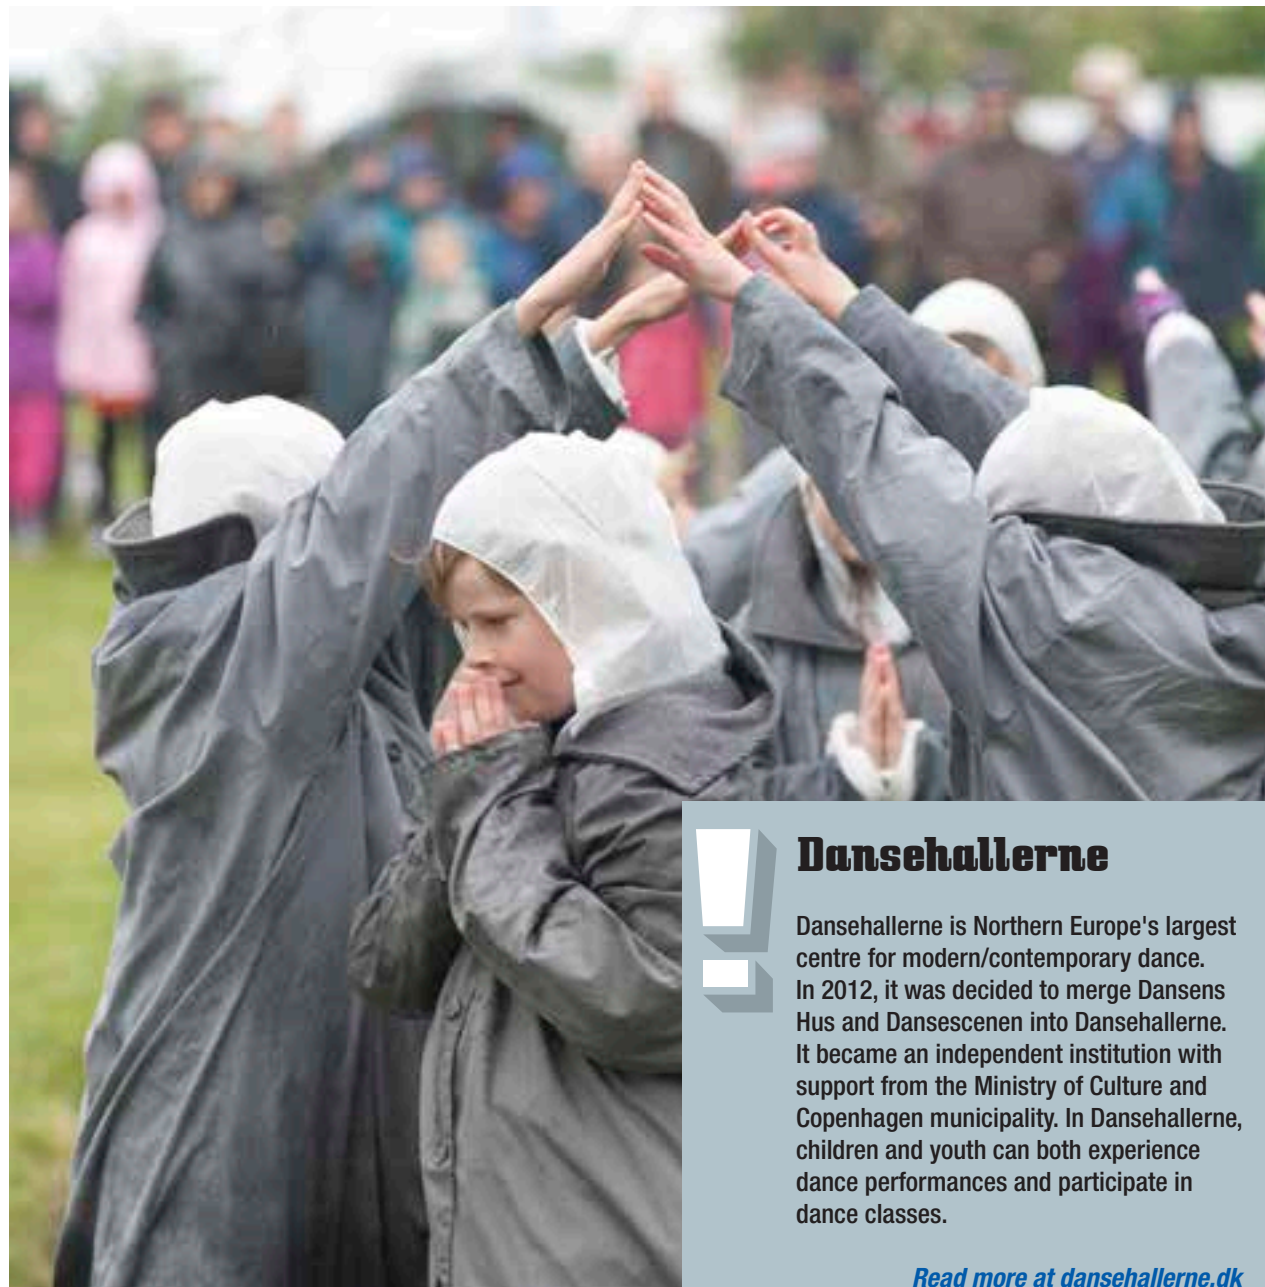 Dansehallerne
Dansehallerne is Northern Europe's largest
centre for modern/contemporary dance.
In 2012, it was decided to merge Dansens
Hus and Dansescenen into Dansehallerne.
It became an independent institution with
support from the Ministry of Culture and
Copenhagen municipality. In Dansehallerne,
children and youth can both experience
dance performances and participate in
dance classes.
Read more at dansehallerne.dk